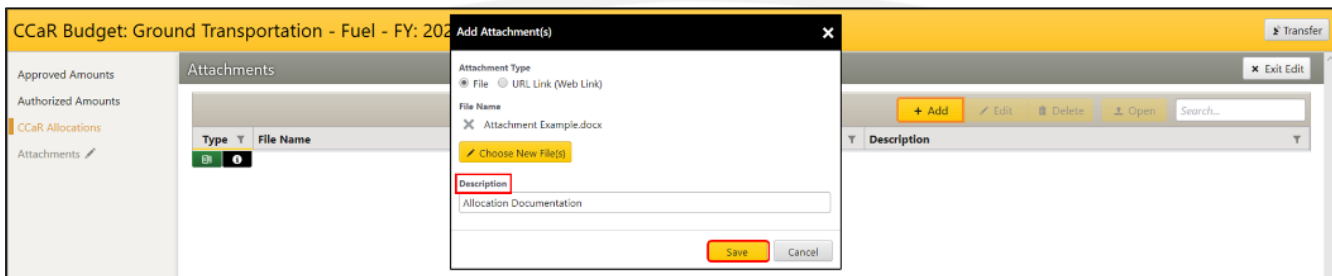 CCaR Budget: Ground Transportation - Fuel - FY: 202
Transfer
Approved Amounts
Authorized Amounts
CCaR Allocations
Attachments
Attachments
Exit Edit
+ Add Edit Delete Open Search...
Type File Name Description
Add Attachment(s)
Attachment Type
File URL Link (Web Link)
File Name
Attachment Example.docx
Choose New File(s)
Description
Allocation Documentation
Save Cancel